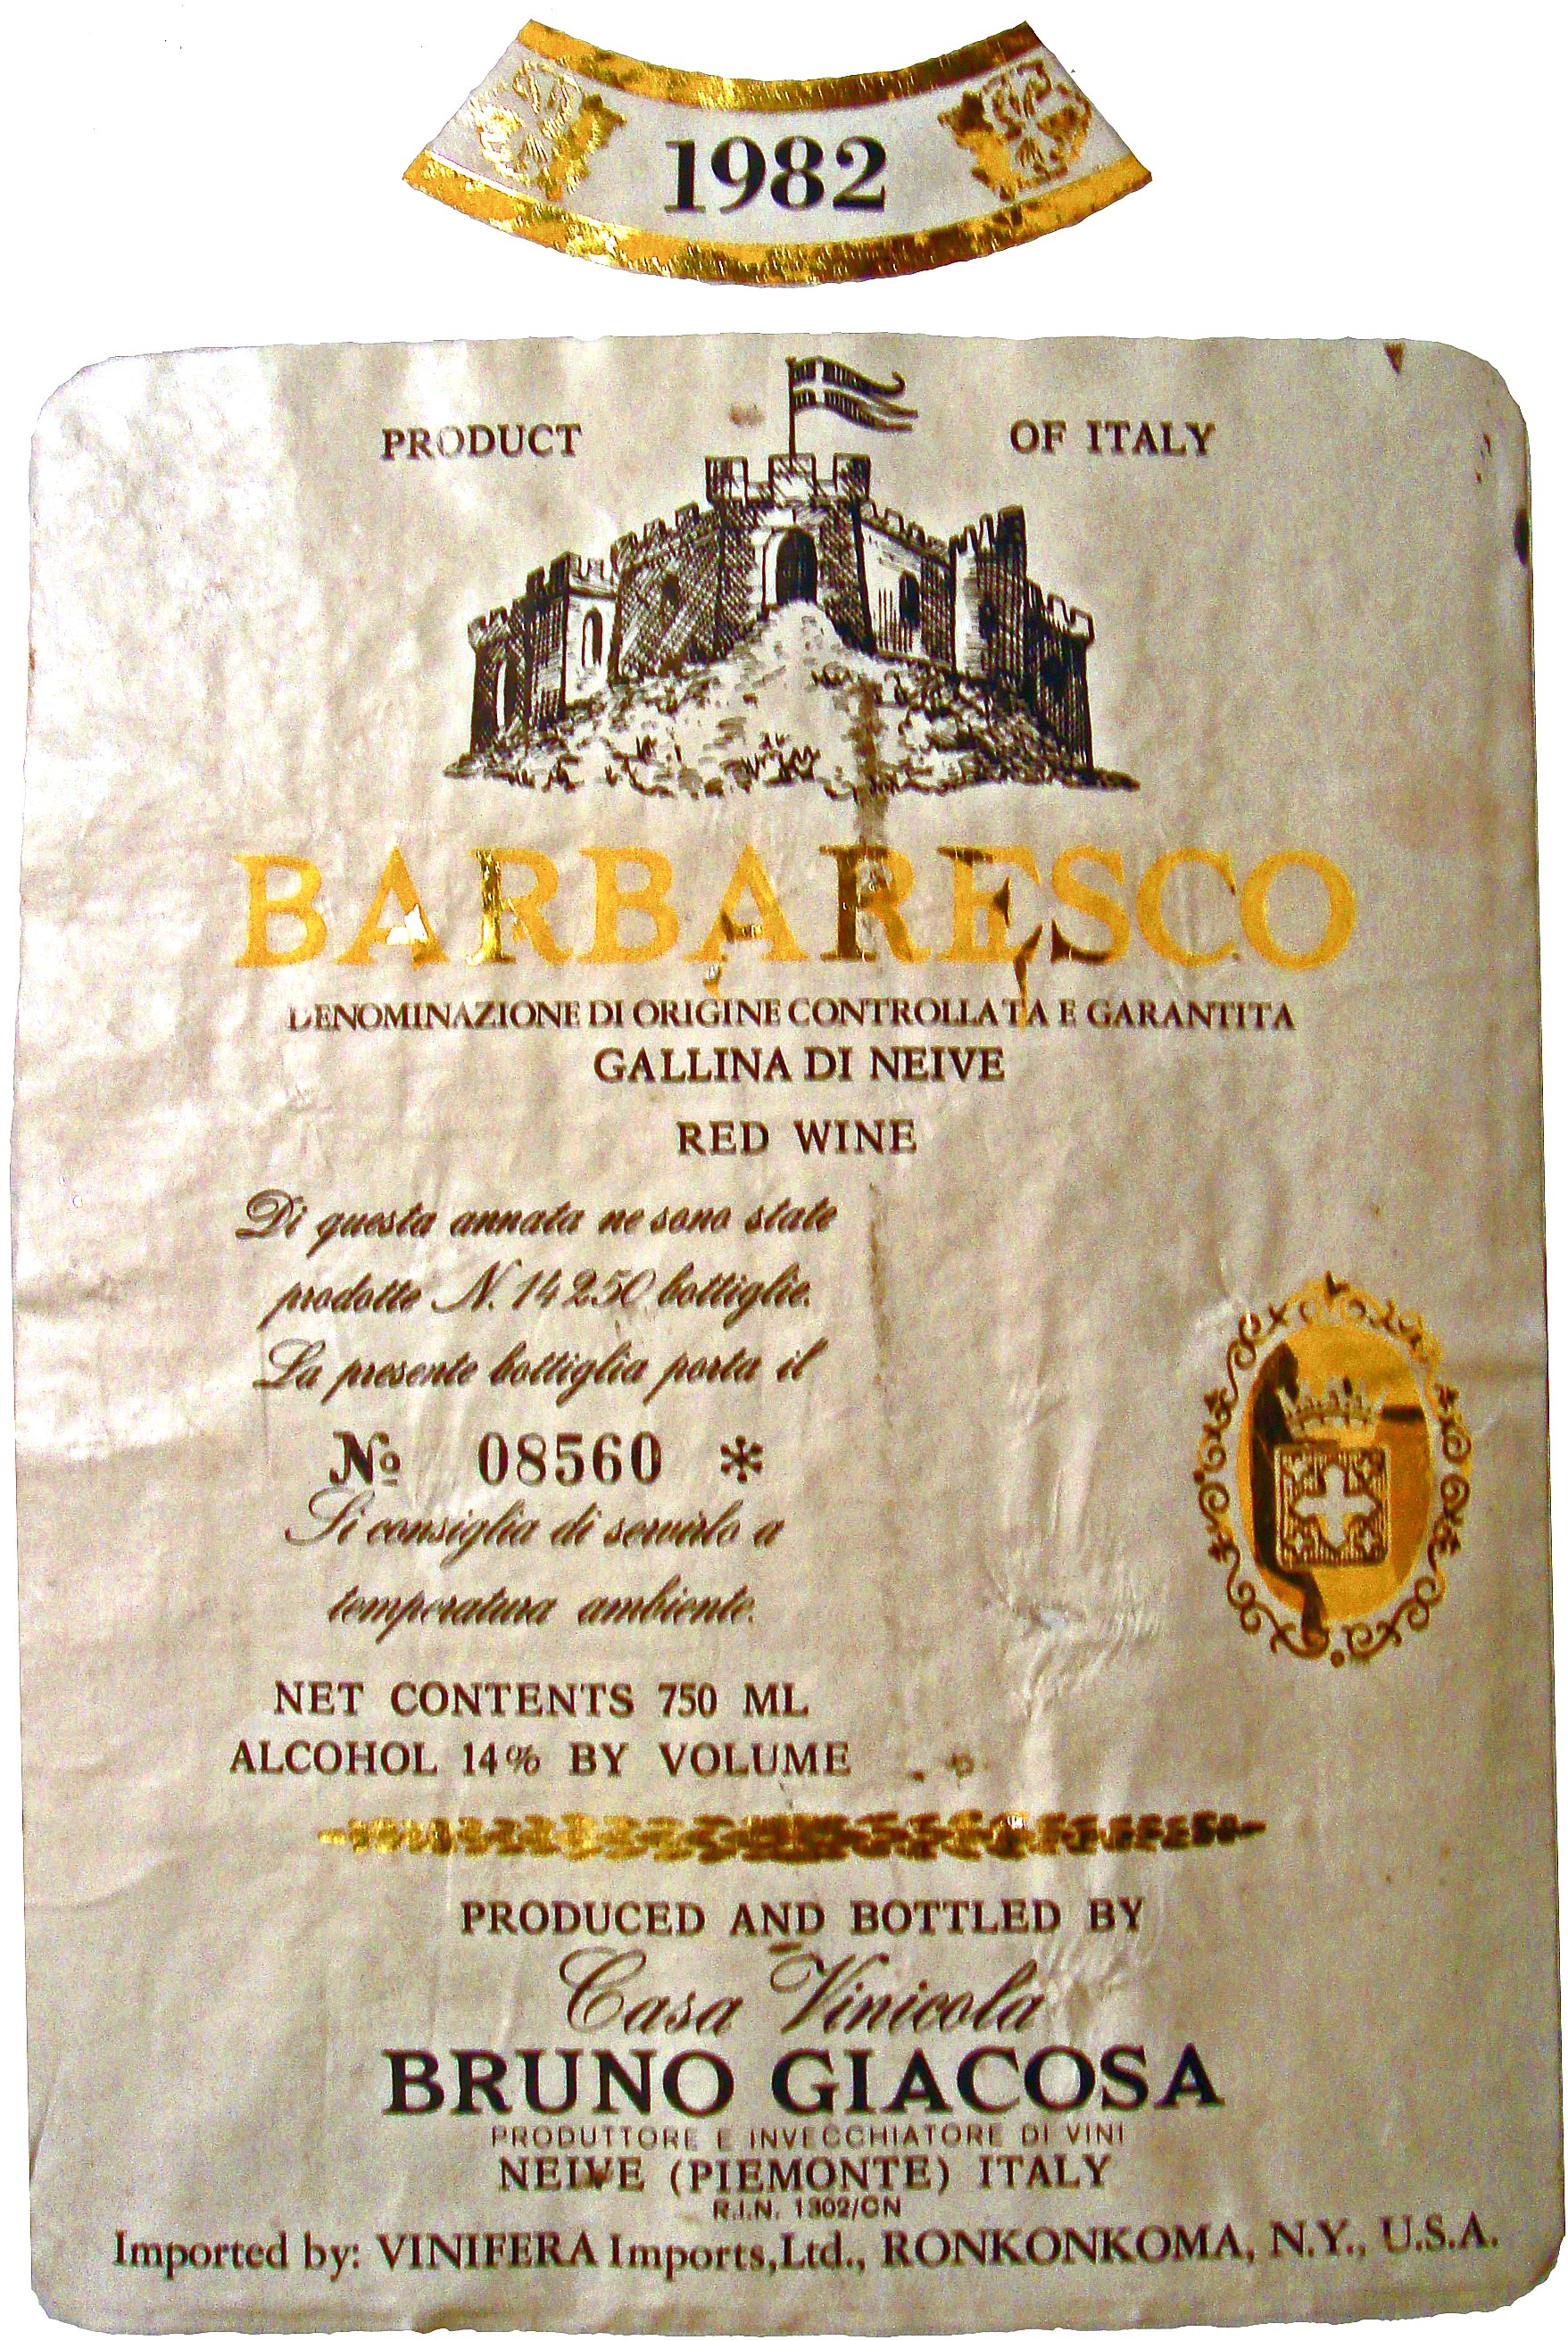 1982
PRODUCT OF ITALY
BARBARESCO
DENOMINAZIONE DI ORIGINE CONTROLLATA E GARANTITA
GALLINA DI NEIVE
RED WINE
Di questa annata ne sono state
prodotte N. 14250 bottiglie.
La presente bottiglia porta il
No 08560 *
Si consiglia di servirlo a
temperatura ambiente.
NET CONTENTS 750 ML
ALCOHOL 14% BY VOLUME
PRODUCED AND BOTTLED BY
Casa Vinicola
BRUNO GIACOSA
PRODUTTORE E INVECCHIATORE DI VINI
NEIVE (PIEMONTE) ITALY
R.I.N. 1302/CN
Imported by: VINIFERA Imports,Ltd., RONKONKOMA, N.Y., U.S.A.